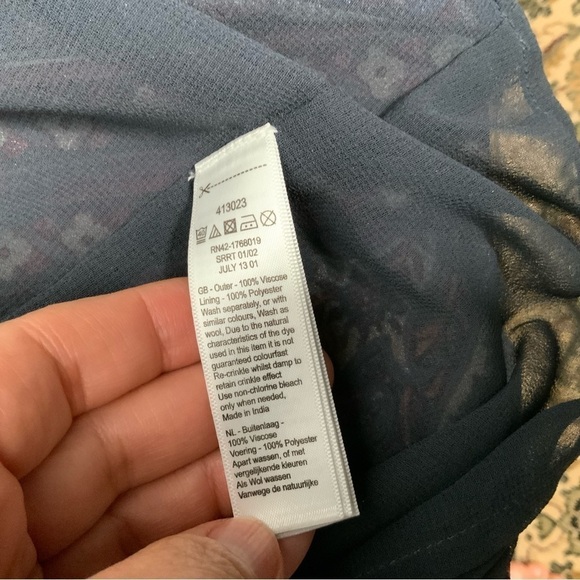 413023
RN42-1768019
SRRT 01/02
JULY 13 01
GB - Outer - 100% Viscose
Lining - 100% Polyester
Wash separately, or with
similar colours, Wash as
wool, Due to the natural
characteristics of the dye
used in this item it is not
guaranteed colourfast
Re-crinkle whilst damp to
retain crinkle effect
Use non-chlorine bleach
only when needed,
Made in India
NL - Buitenlaag -
100% Viscose
Voering - 100% Polyester
Apart wassen, of met
vergelijkende kleuren
Als Wol wassen
Vanwege de natuurlijke